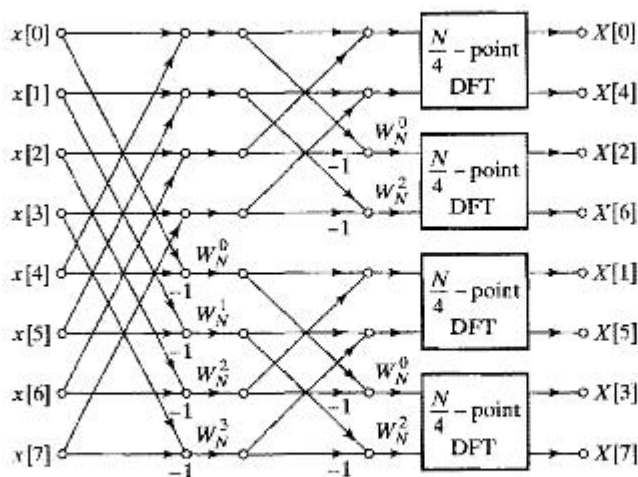 x[0] N/4 – point DFT X[0]
x[1] X[4]
x[2] W_N^0 -1 N/4 – point DFT X[2]
x[3] W_N^2 -1 X[6]
x[4] W_N^0 -1 N/4 – point DFT X[1]
x[5] W_N^1 -1 X[5]
x[6] W_N^2 -1 W_N^0 -1 N/4 – point DFT X[3]
x[7] W_N^3 -1 W_N^2 -1 X[7]